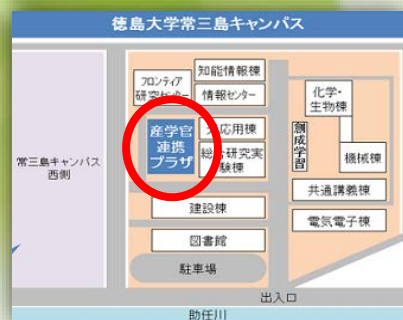 徳島大学常三島キャンパス
知能情報棟
フロンティア
研究センター
情報センター
産学官
連携
プラザ
応用棟
総合研究実
験棟
建設棟
図書館
駐車場
常三島キャンパス
西側
化学・
生物棟
創成学習
機械棟
共通講義棟
電気電子棟
出入口
助任川